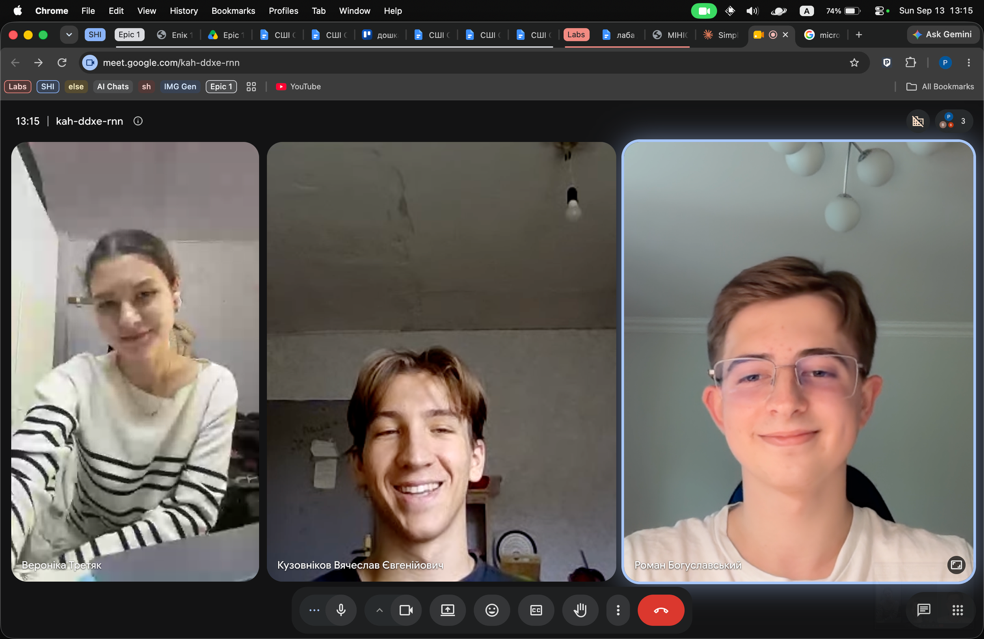 Chrome File Edit View History Bookmarks Profiles Tab Window Help A 74% Sun Sep 13 13:15
SHI Epic 1 Епік Epic СШІ СШІ дошк СШІ СШІ СШІ Labs лаба МІНІ Simpl micro Ask Gemini
meet.google.com/kah-ddxe-rnn P
Labs SHI else AI Chats sh IMG Gen Epic 1 YouTube All Bookmarks
13:15 | kah-ddxe-rnn 3
Вероніка Третяк
Кузовніков Вячеслав Євгенійович
Роман Богуславський
CC